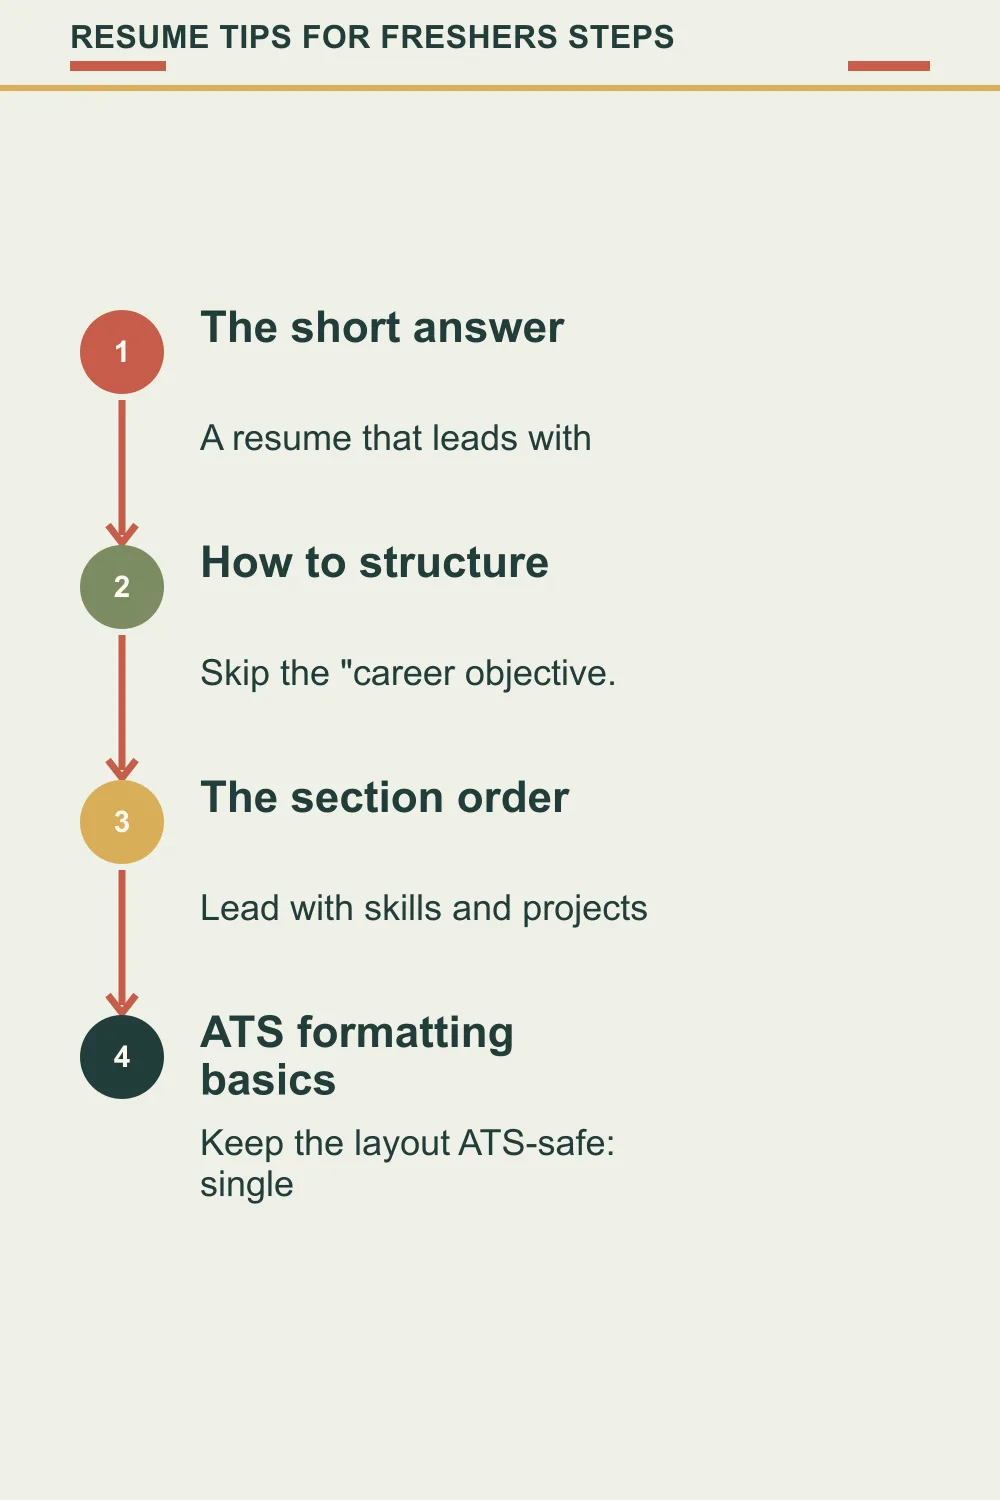 RESUME TIPS FOR FRESHERS STEPS
1
The short answer
A resume that leads with
2
How to structure
Skip the "career objective.
3
The section order
Lead with skills and projects
4
ATS formatting
basics
Keep the layout ATS-safe:
single